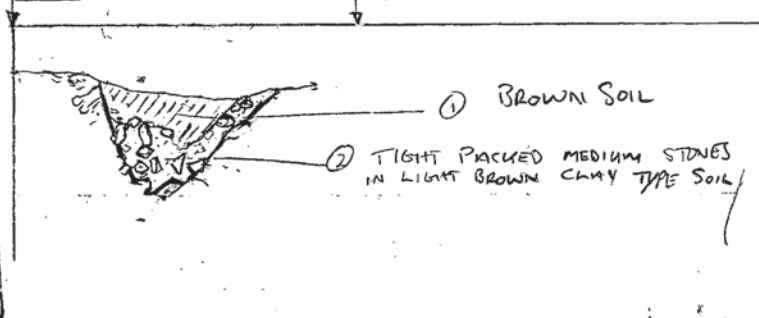 ① BROWN SOIL
② TIGHT PACKED MEDIUM STONES
IN LIGHT BROWN CLAY TYPE SOIL